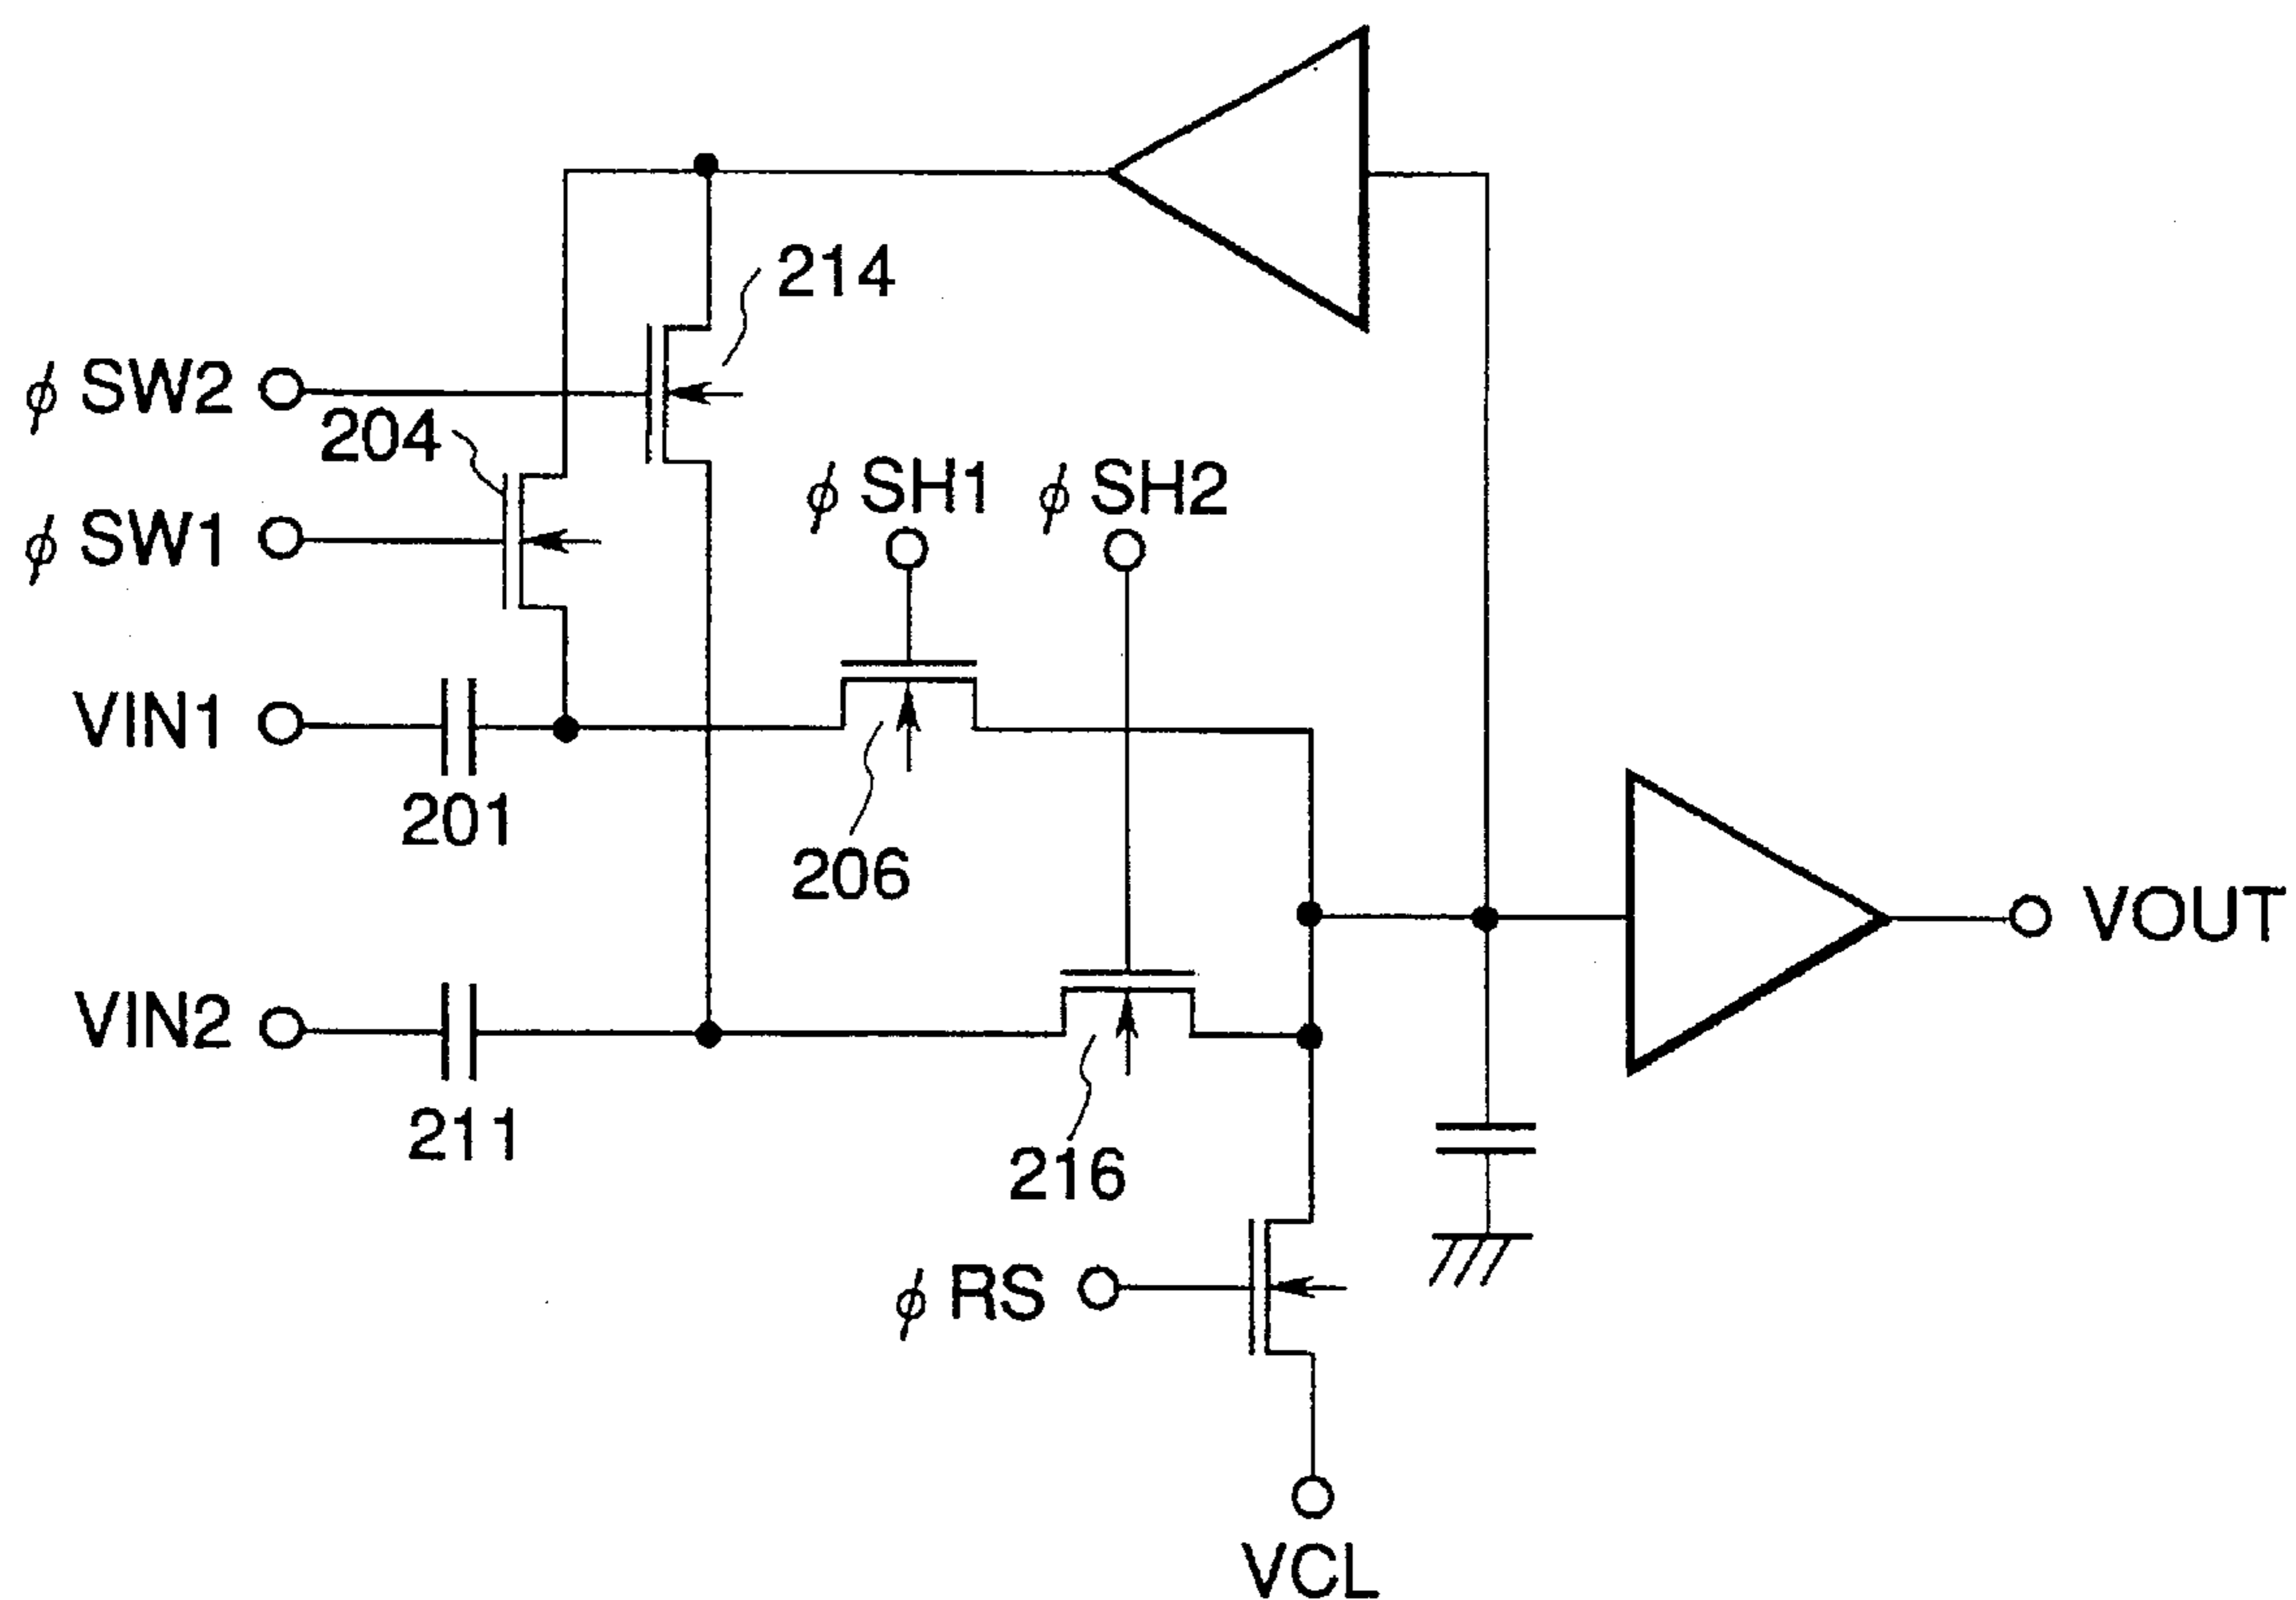 214
φ SW2
204
φ SH1
φ SH2
φ SW1
VIN1
201
206
VOUT
VIN2
211
216
φ RS
VCL